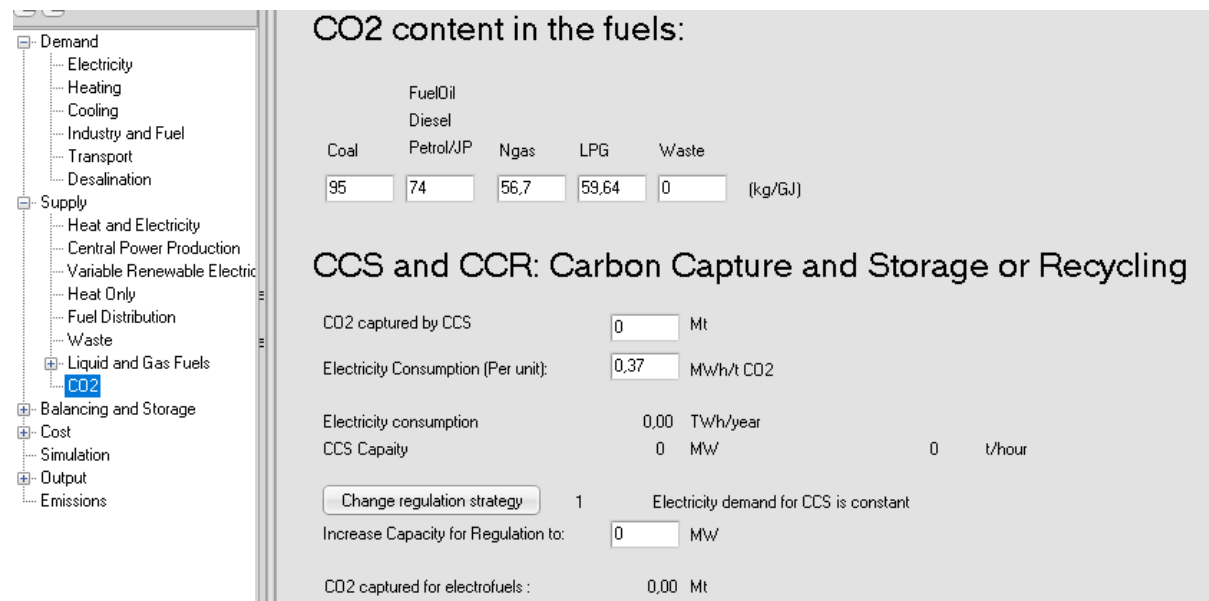 Demand
Electricity
Heating
Cooling
Industry and Fuel
Transport
Desalination
Supply
Heat and Electricity
Central Power Production
Variable Renewable Electric
Heat Only
Fuel Distribution
Waste
Liquid and Gas Fuels
CO2
Balancing and Storage
Cost
Simulation
Output
Emissions
CO2 content in the fuels:
FuelOil
Diesel
Coal Petrol/JP Ngas LPG Waste
95 74 56,7 59,64 0 (kg/GJ)
CCS and CCR: Carbon Capture and Storage or Recycling
CO2 captured by CCS 0 Mt
Electricity Consumption (Per unit): 0,37 MWh/t CO2
Electricity consumption 0,00 TWh/year
CCS Capaity 0 MW 0 t/hour
Change regulation strategy 1 Electricity demand for CCS is constant
Increase Capacity for Regulation to: 0 MW
CO2 captured for electrofuels : 0,00 Mt